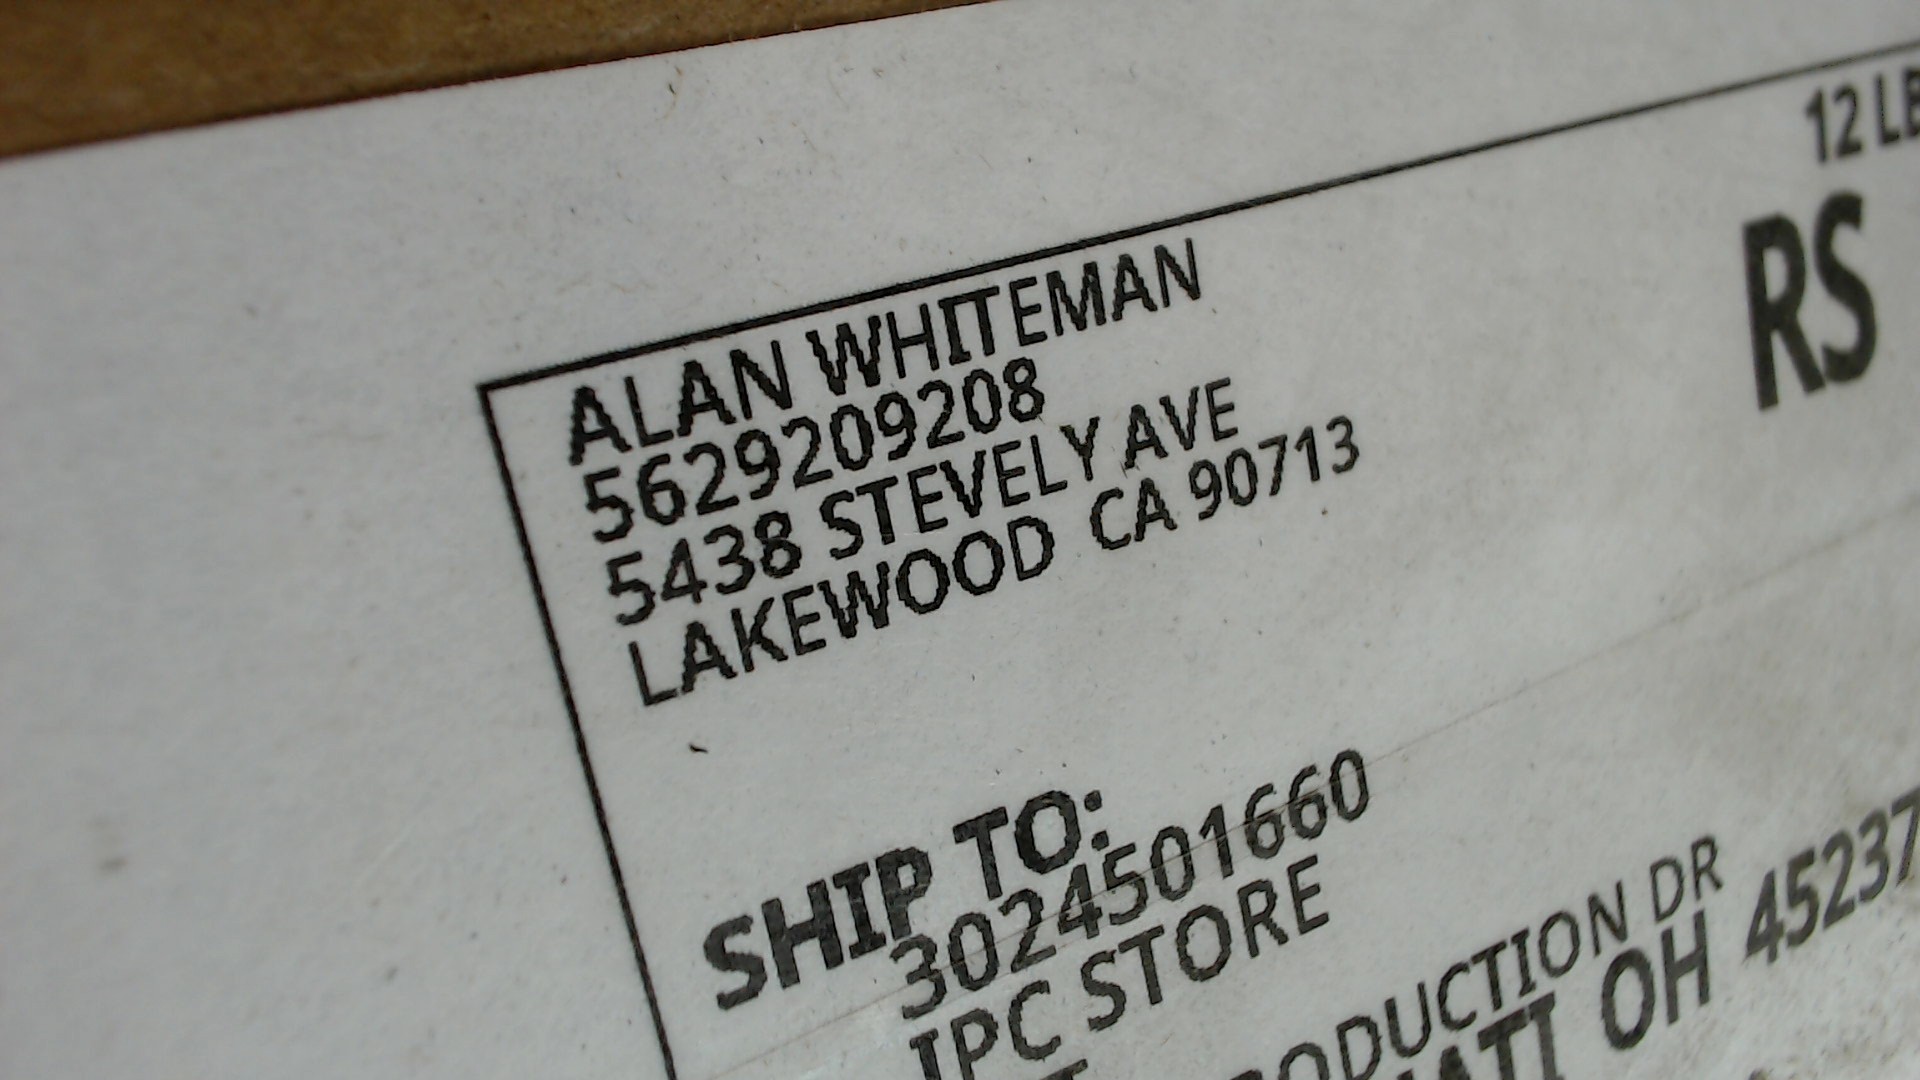 12 LB
RS
ALAN WHITEMAN
5629209208
5438 STEVELY AVE
LAKEWOOD CA 90713
SHIP TO:
3024501660
IPC STORE
PRODUCTION DR
OH 45237